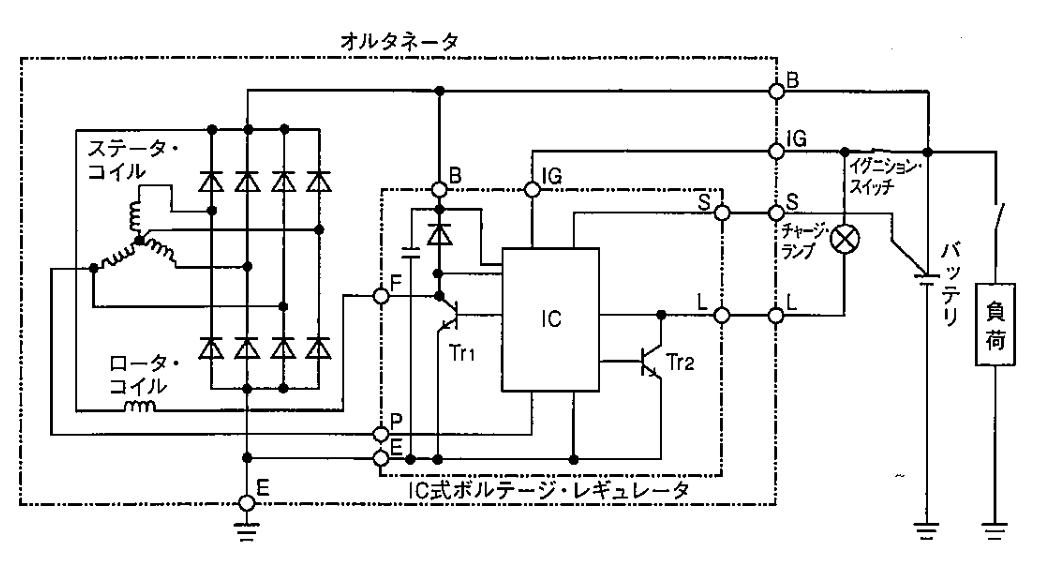 オルタネータ
B
IG
ステータ・
コイル
イグニション・
スイッチ
B
IG
S
S
チャージ・
ランプ
バッテリ
F
IC
L
L
負荷
Tr1
Tr2
ロータ・
コイル
P
E
E
IC式ボルテージ・レギュレータ